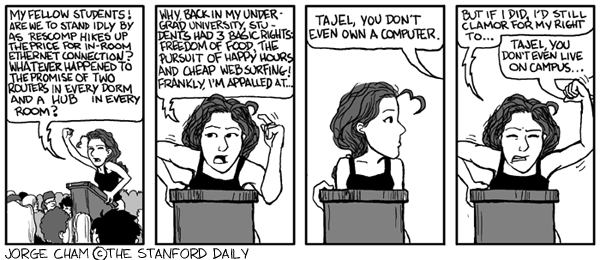 MY FELLOW STUDENTS!
ARE WE TO STAND IDLY BY
AS RESCOMP HIKES UP
THE PRICE FOR IN-ROOM
ETHERNET CONNECTION?
WHATEVER HAPPENED TO
THE PROMISE OF TWO
ROUTERS IN EVERY DORM
AND A HUB IN EVERY
ROOM?
WHY, BACK IN MY UNDER-
GRAD UNIVERSITY, STU-
DENTS HAD 3 BASIC RIGHTS:
FREEDOM OF FOOD, THE
PURSUIT OF HAPPY HOURS
AND CHEAP WEB SURFING!
FRANKLY, I'M APPALLED AT...
TAJEL, YOU DON'T
EVEN OWN A COMPUTER.
BUT IF I DID, I'D STILL
CLAMOR FOR MY RIGHT
TO...
TAJEL, YOU
DON'T EVEN LIVE
ON CAMPUS...
JORGE CHAM ©THE STANFORD DAILY